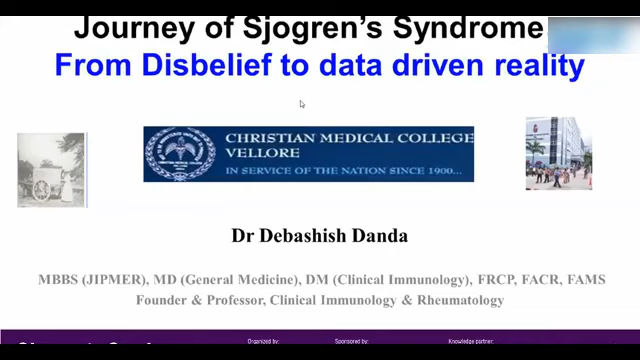 Journey of Sjogren's Syndrome:
From Disbelief to data driven reality
CHRISTIAN MEDICAL COLLEGE
VELLORE
IN SERVICE OF THE NATION SINCE 1900...
Dr Debashish Danda
MBBS (JIPMER), MD (General Medicine), DM (Clinical Immunology), FRCP, FACR, FAMS
Founder & Professor, Clinical Immunology & Rheumatology
Organized by: Sponsored by: Knowledge partner: